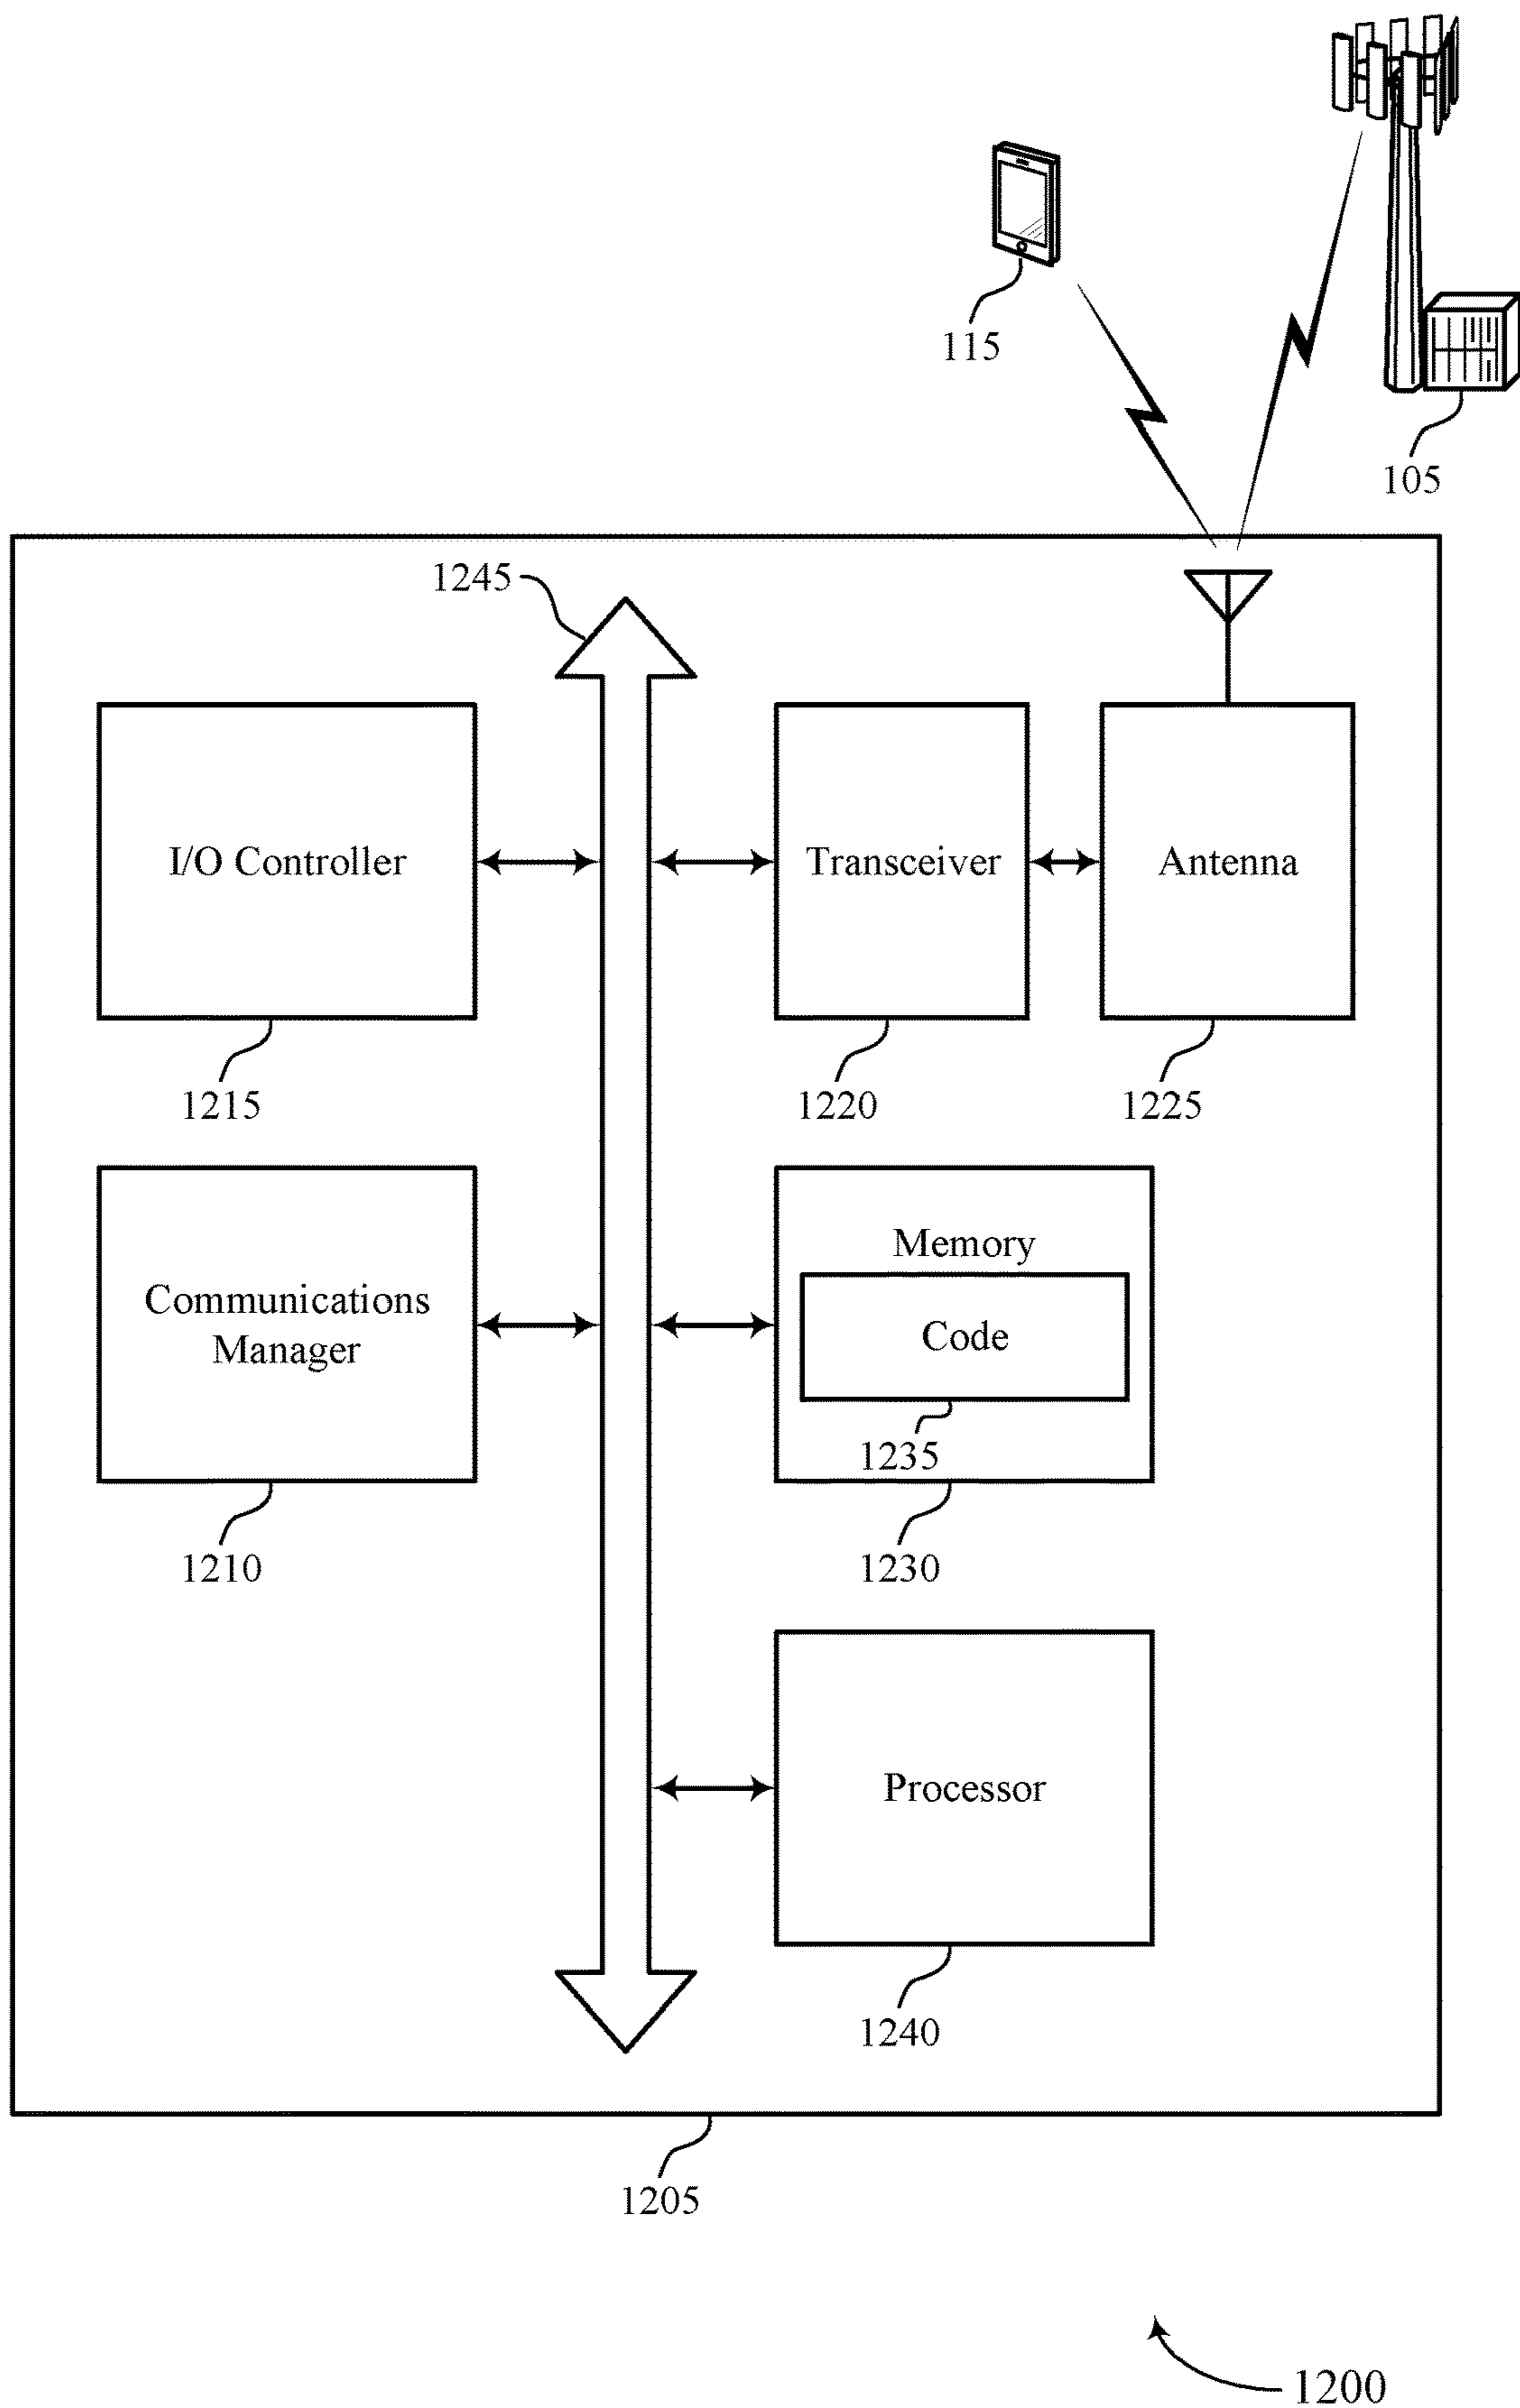 115
105
1245
I/O Controller
Transceiver
Antenna
1215
1220
1225
Communications
Manager
Memory
Code
1235
1210
1230
Processor
1240
1205
1200